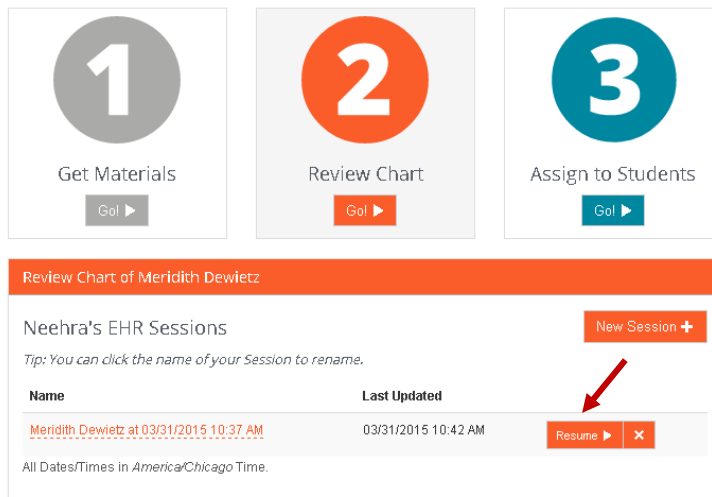 1
2
3
Get Materials
Review Chart
Assign to Students
Go!
Go!
Go!
Review Chart of Meridith Dewietz
Neehra's EHR Sessions
New Session
Tip: You can click the name of your Session to rename.
Name Last Updated
Meridith Dewietz at 03/31/2015 10:37 AM 03/31/2015 10:42 AM Resume
All Dates/Times in America/Chicago Time.